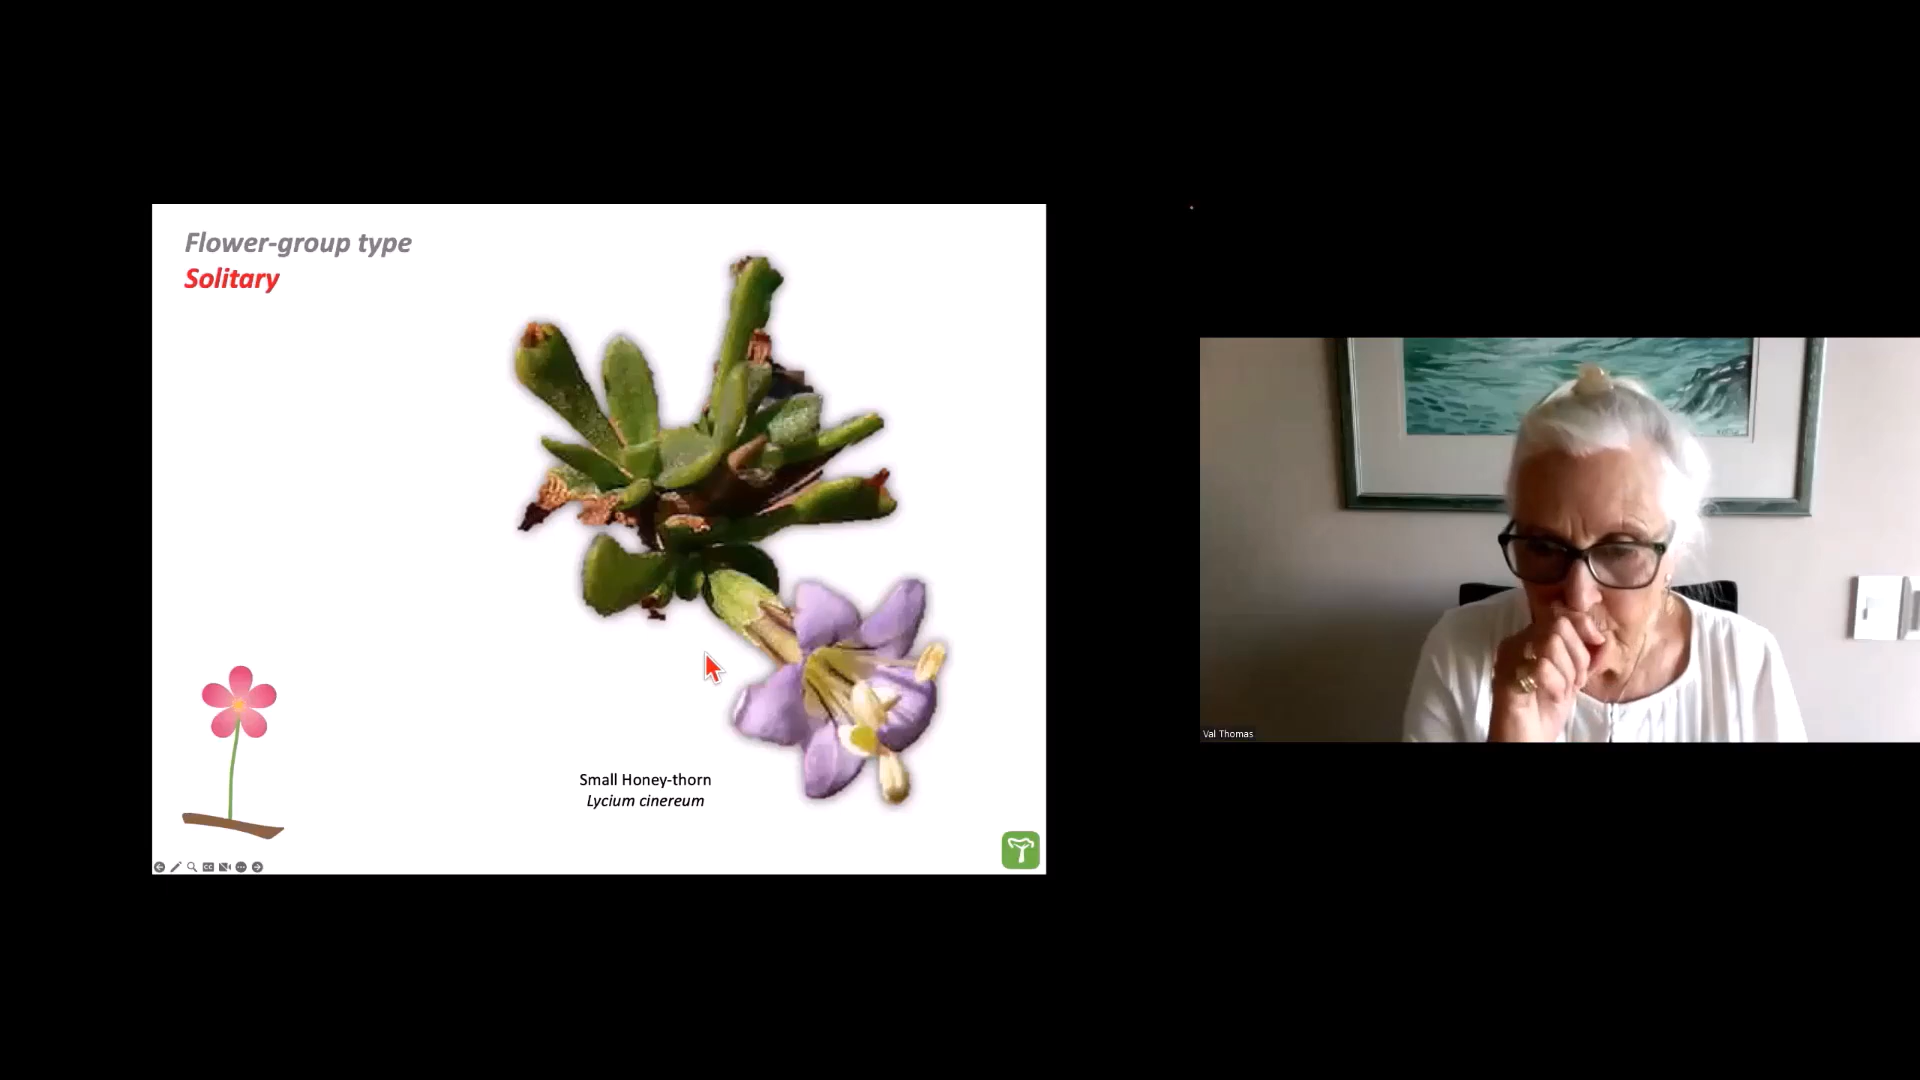 Flower-group type
Solitary
Small Honey-thorn
Lycium cinereum
Val Thomas